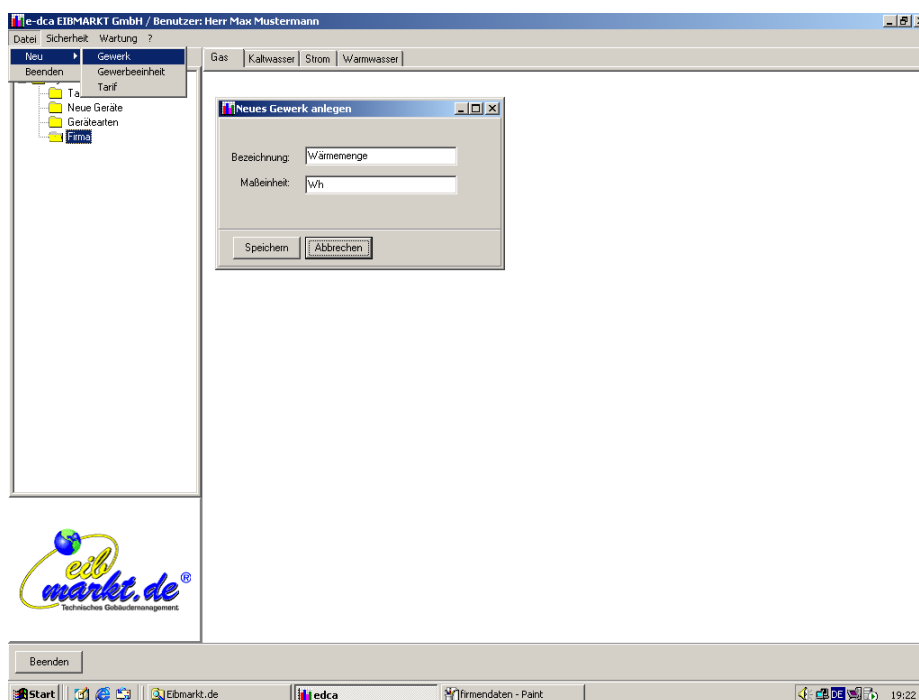 e-dca EIBMARKT GmbH / Benutzer: Herr Max Mustermann
Datei Sicherheit Wartung ?
Neu Gewerk
Beenden Gewerbeeinheit
Tarif
Gas Kaltwasser Strom Warmwasser
Ta
Neue Geräte
Gerätearten
Firma
Neues Gewerk anlegen
Bezeichnung: Wärmemenge
Maßeinheit: Wh
Speichern Abbrechen
eib
markt.de®
Technisches Gebäudemanagement
Beenden
Start Eibmarkt.de edca firmendaten - Paint DE 19:22